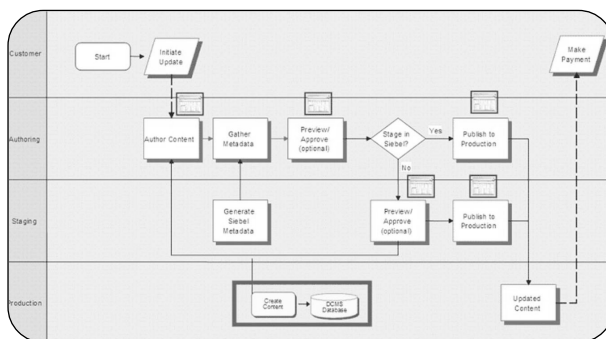 Customer
Start
Initiate
Update
Make
Payment
Authoring
Author Content
Gather
Metadata
Preview/
Approve
(optional)
Stage in
Siebel?
Yes
Publish to
Production
No
Staging
Generate
Siebel
Metadata
Preview/
Approve
(optional)
Publish to
Production
Production
Create
Content
DCMS
Database
Updated
Content